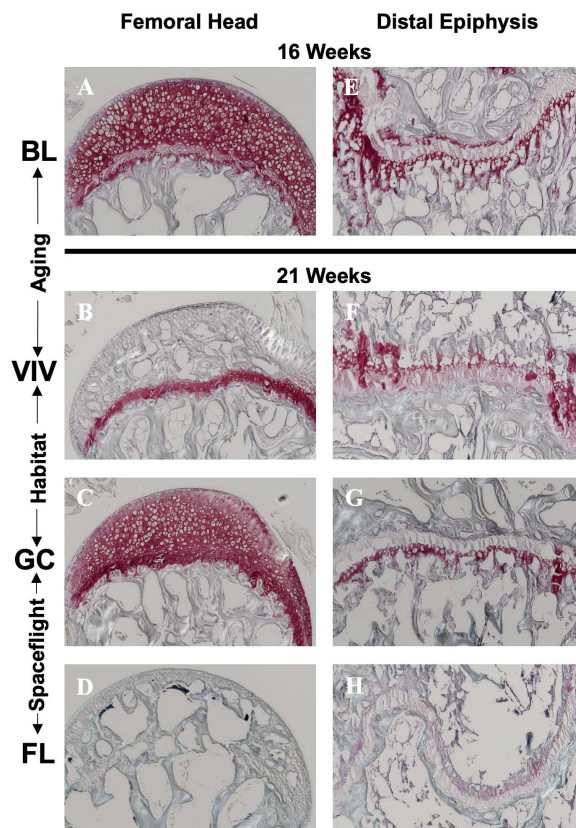 Femoral Head Distal Epiphysis
16 Weeks
A E
BL
Aging
21 Weeks
B F
VIV
Habitat
C G
GC
Spaceflight
D H
FL